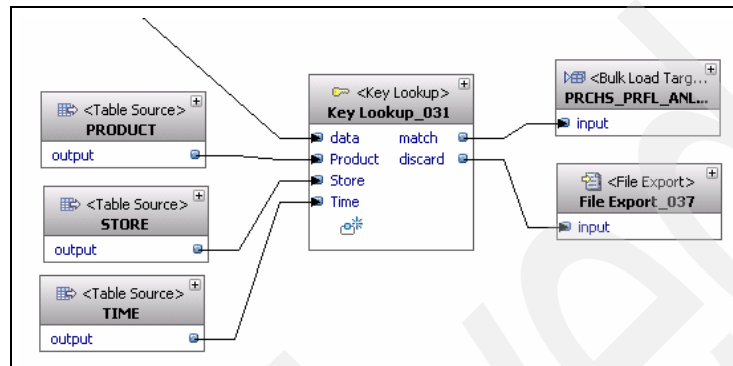 <Table Source>
PRODUCT
output
<Table Source>
STORE
output
<Table Source>
TIME
output
<Key Lookup>
Key Lookup_031
data match
Product discard
Store
Time
<Bulk Load Targ...
PRCHS_PRFL_ANL...
input
<File Export>
File Export_037
input